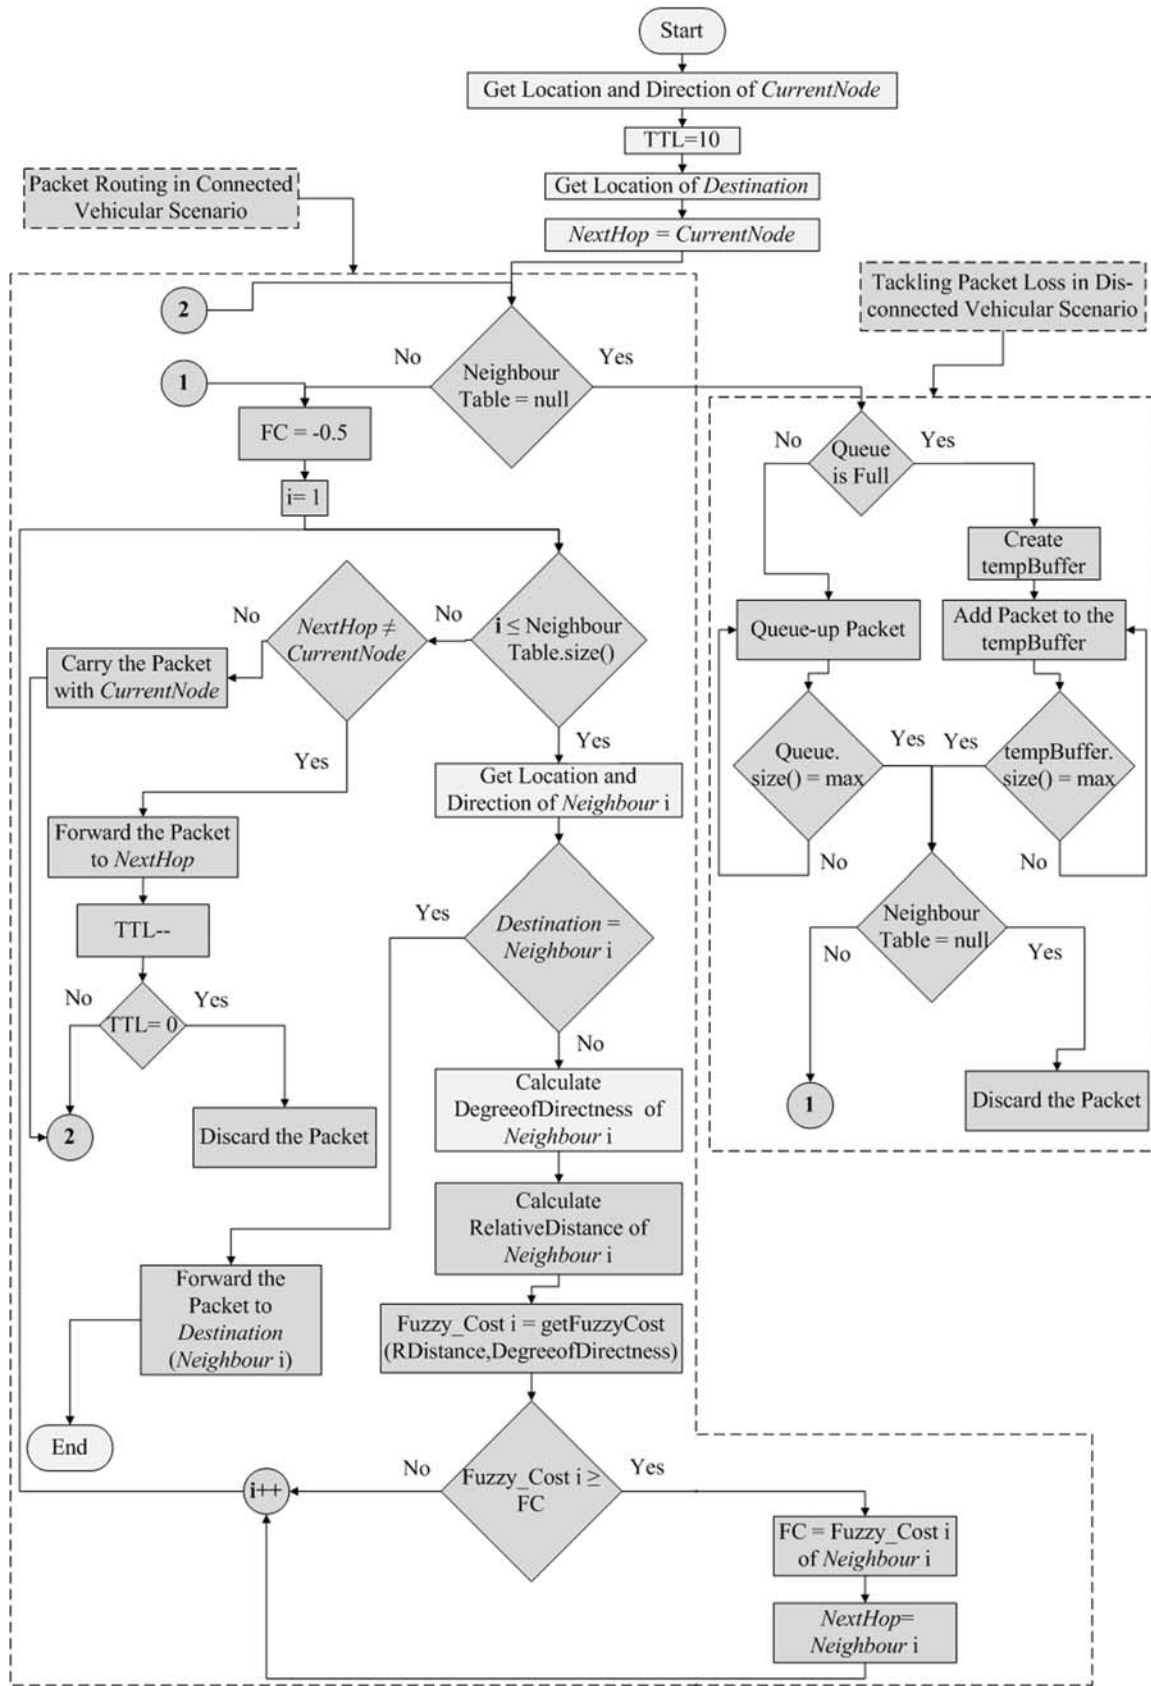 Start
Get Location and Direction of CurrentNode
TTL=10
Get Location of Destination
NextHop = CurrentNode
Packet Routing in Connected
Vehicular Scenario
Tackling Packet Loss in Dis-
connected Vehicular Scenario
2
1
No
Neighbour
Table = null
Yes
FC = -0.5
i= 1
No
Queue
is Full
Yes
Create
tempBuffer
Queue-up Packet
Add Packet to the
tempBuffer
Queue.
size() = max
Yes
Yes
tempBuffer.
size() = max
No
No
Neighbour
Table = null
No
Yes
1
Discard the Packet
i ≤ Neighbour
Table.size()
No
Yes
NextHop ≠
CurrentNode
No
Yes
Carry the Packet
with CurrentNode
Forward the Packet
to NextHop
TTL--
TTL= 0
No
Yes
2
Discard the Packet
Get Location and
Direction of Neighbour i
Destination =
Neighbour i
Yes
No
Calculate
DegreeofDirectness of
Neighbour i
Calculate
RelativeDistance of
Neighbour i
Forward the
Packet to
Destination
(Neighbour i)
End
Fuzzy_Cost i = getFuzzyCost
(RDistance,DegreeofDirectness)
Fuzzy_Cost i ≥
FC
No
Yes
i++
FC = Fuzzy_Cost i
of Neighbour i
NextHop=
Neighbour i